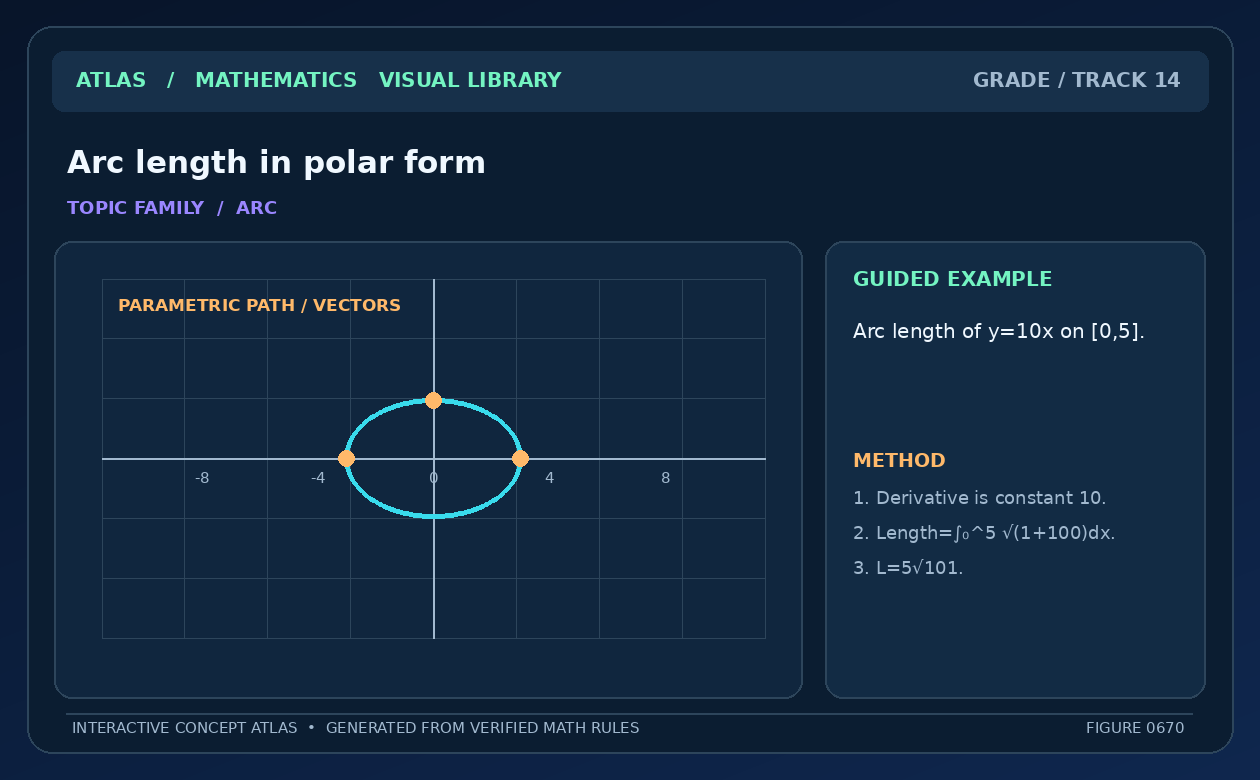 ATLAS / MATHEMATICS VISUAL LIBRARY
GRADE / TRACK 14
Arc length in polar form
TOPIC FAMILY / ARC
PARAMETRIC PATH / VECTORS
-8 -4 0 4 8
GUIDED EXAMPLE
Arc length of y=10x on [0,5].
METHOD
1. Derivative is constant 10.
2. Length=∫₀^5 √(1+100)dx.
3. L=5√101.
INTERACTIVE CONCEPT ATLAS • GENERATED FROM VERIFIED MATH RULES
FIGURE 0670